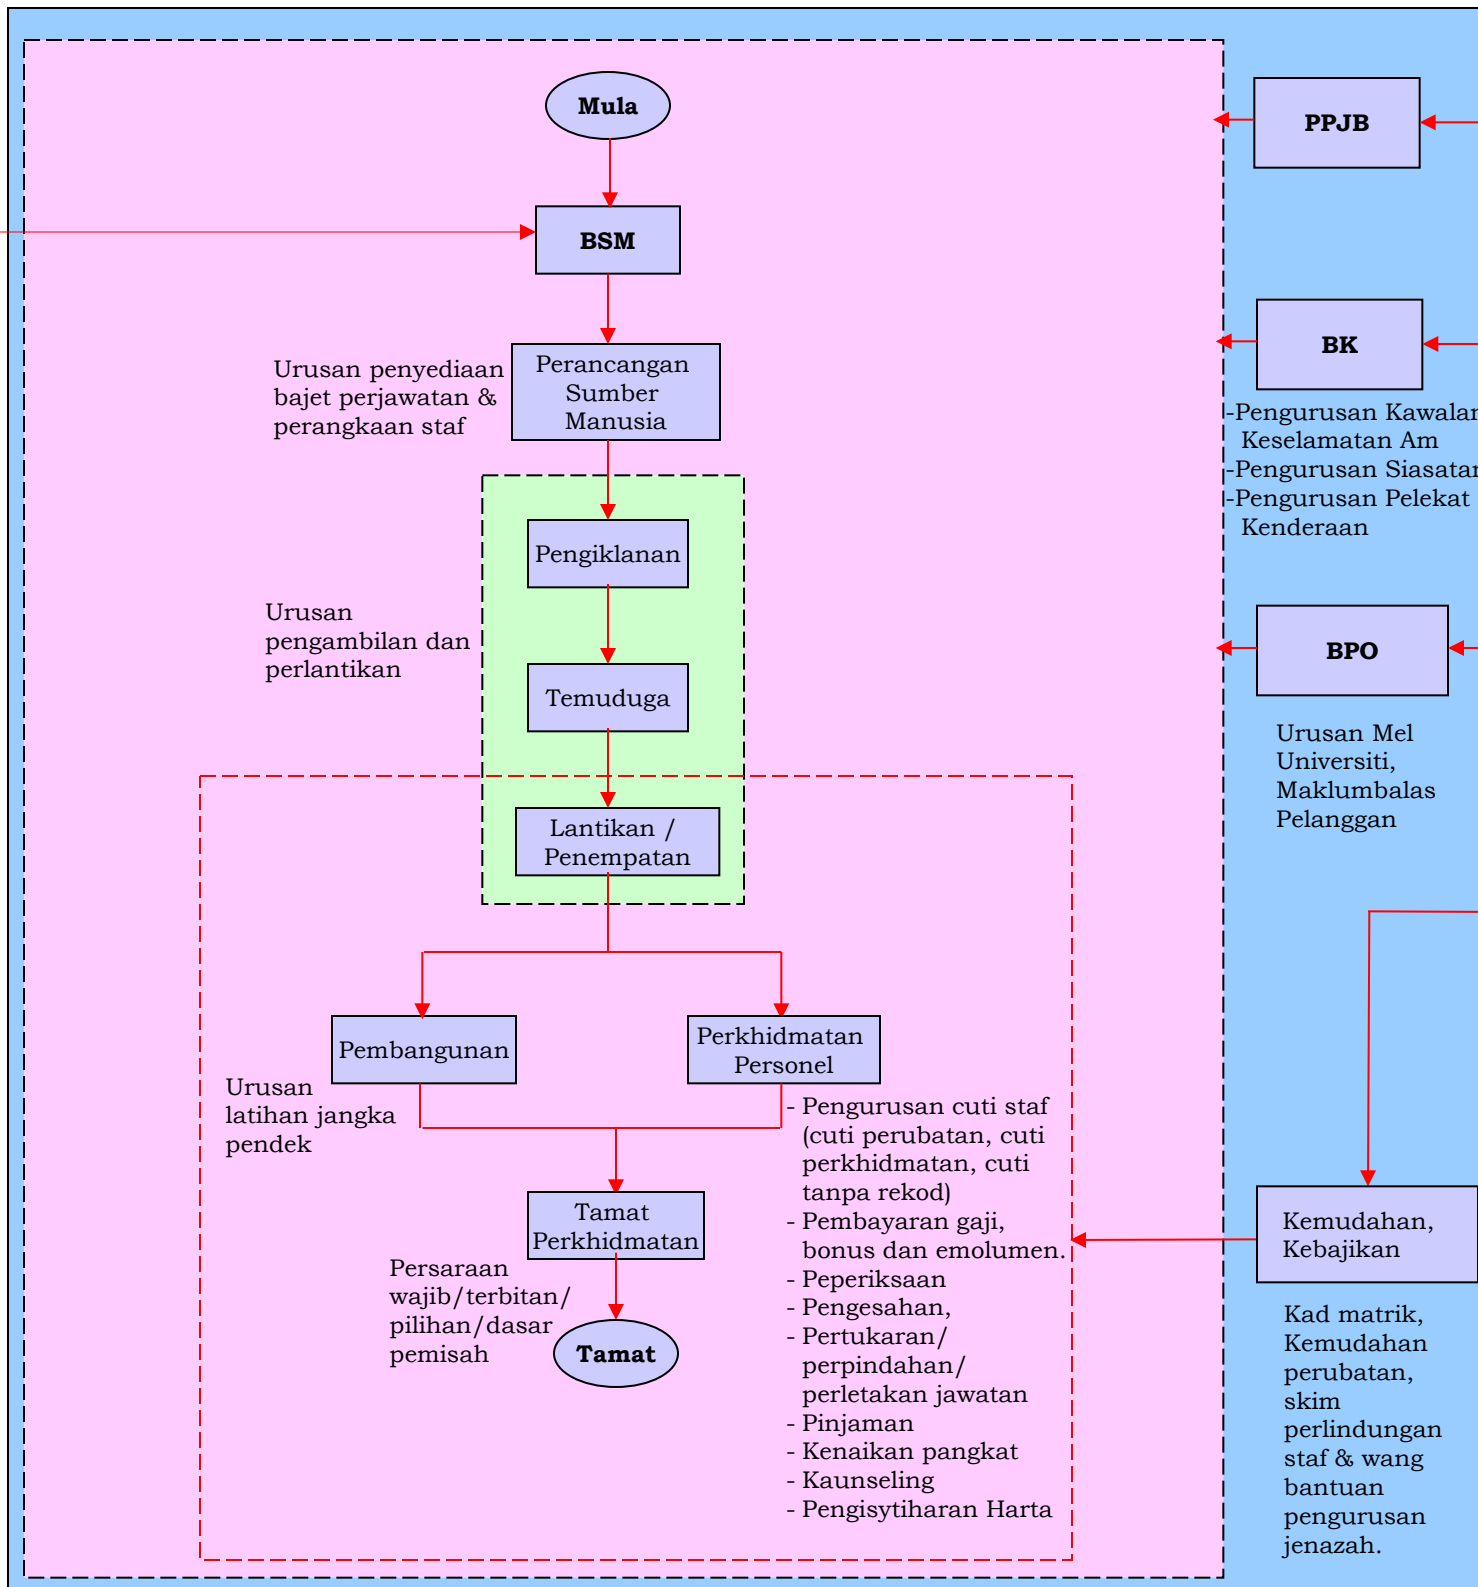 Mula
BSM
Urusan penyediaan
bajet perjawatan &
perangkaan staf
Perancangan
Sumber
Manusia
Pengiklanan
Urusan
pengambilan dan
perlantikan
Temuduga
Lantikan /
Penempatan
Pembangunan
Urusan
latihan jangka
pendek
Perkhidmatan
Personel
- Pengurusan cuti staf
(cuti perubatan, cuti
perkhidmatan, cuti
tanpa rekod)
- Pembayaran gaji,
bonus dan emolumen.
- Peperiksaan
- Pengesahan,
- Pertukaran/
perpindahan/
perletakan jawatan
- Pinjaman
- Kenaikan pangkat
- Kaunseling
- Pengisytiharan Harta
Tamat
Perkhidmatan
Persaraan
wajib/terbitan/
pilihan/dasar
pemisah
Tamat
PPJB
BK
-Pengurusan Kawalan
Keselamatan Am
-Pengurusan Siasatan
-Pengurusan Pelekat
Kenderaan
BPO
Urusan Mel
Universiti,
Maklumbalas
Pelanggan
Kemudahan,
Kebajikan
Kad matrik,
Kemudahan
perubatan,
skim
perlindungan
staf & wang
bantuan
pengurusan
jenazah.